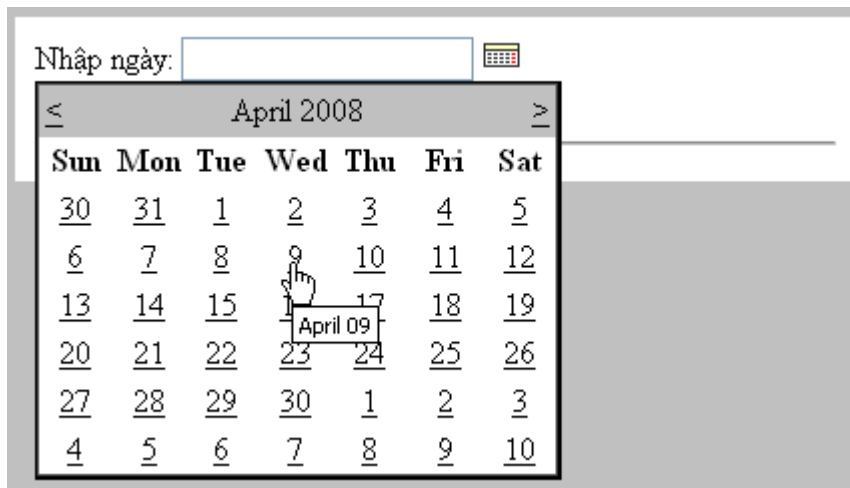 Nhập ngày:
< April 2008 >
Sun Mon Tue Wed Thu Fri Sat
30 31 1 2 3 4 5
6 7 8 9 10 11 12
13 14 15 17 18 19
April 09
20 21 22 23 24 25 26
27 28 29 30 1 2 3
4 5 6 7 8 9 10